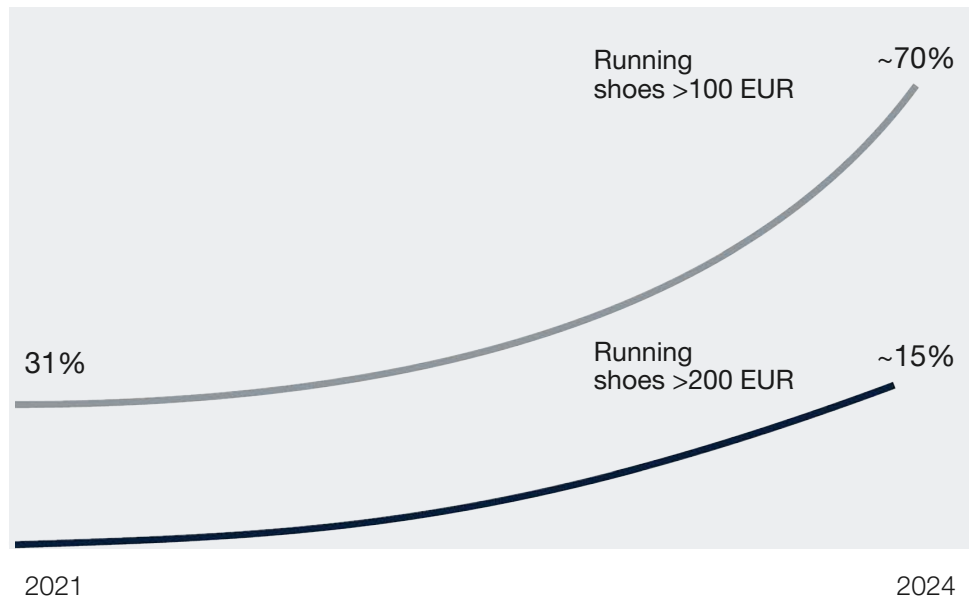 Running
shoes >100 EUR
~70%
31%
Running
shoes >200 EUR
~15%
2021
2024